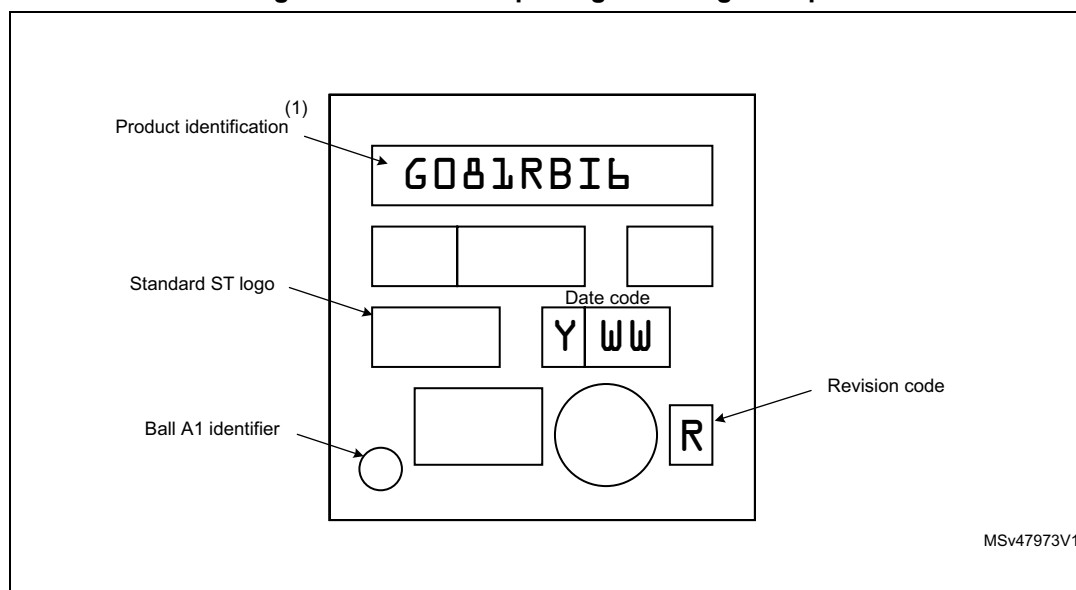 (1)
Product identification
G081RBI6
Standard ST logo
Date code
Y WW
Revision code
Ball A1 identifier
R
MSv47973V1